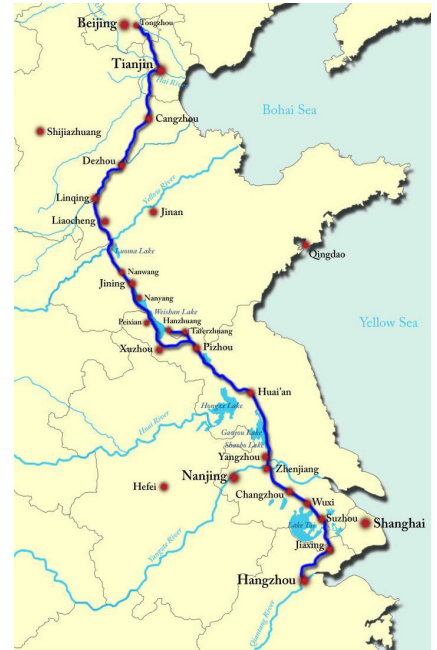 Beijing
Tongzhou
Tianjin
Hai River
Bohai Sea
Cangzhou
Shijiazhuang
Dezhou
Yellow River
Linqing
Jinan
Liaocheng
Qingdao
Luoma Lake
Nanwang
Jining
Nanyang
Weishan Lake
Peixian
Hanzhuang
Taierzhuang
Yellow Sea
Xuzhou
Pizhou
Huai'an
Hongze Lake
Huai River
Gaoyou Lake
Shaobo Lake
Yangzhou
Zhenjiang
Nanjing
Hefei
Changzhou
Wuxi
Suzhou
Shanghai
Lake Tai
Yangtze River
Jiaxing
Hangzhou
Qiantang River